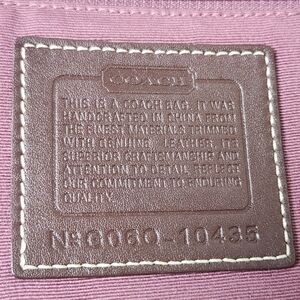 COACH
THIS IS A COACH BAG. IT WAS
HANDCRAFTED IN CHINA FROM
THE FINEST MATERIALS TRIMMED
WITH GENUINE LEATHER. ITS
SUPERIOR CRAFTSMANSHIP AND
ATTENTION TO DETAIL REFLECT
OUR COMMITMENT TO ENDURING
QUALITY.
Nº G060-10435